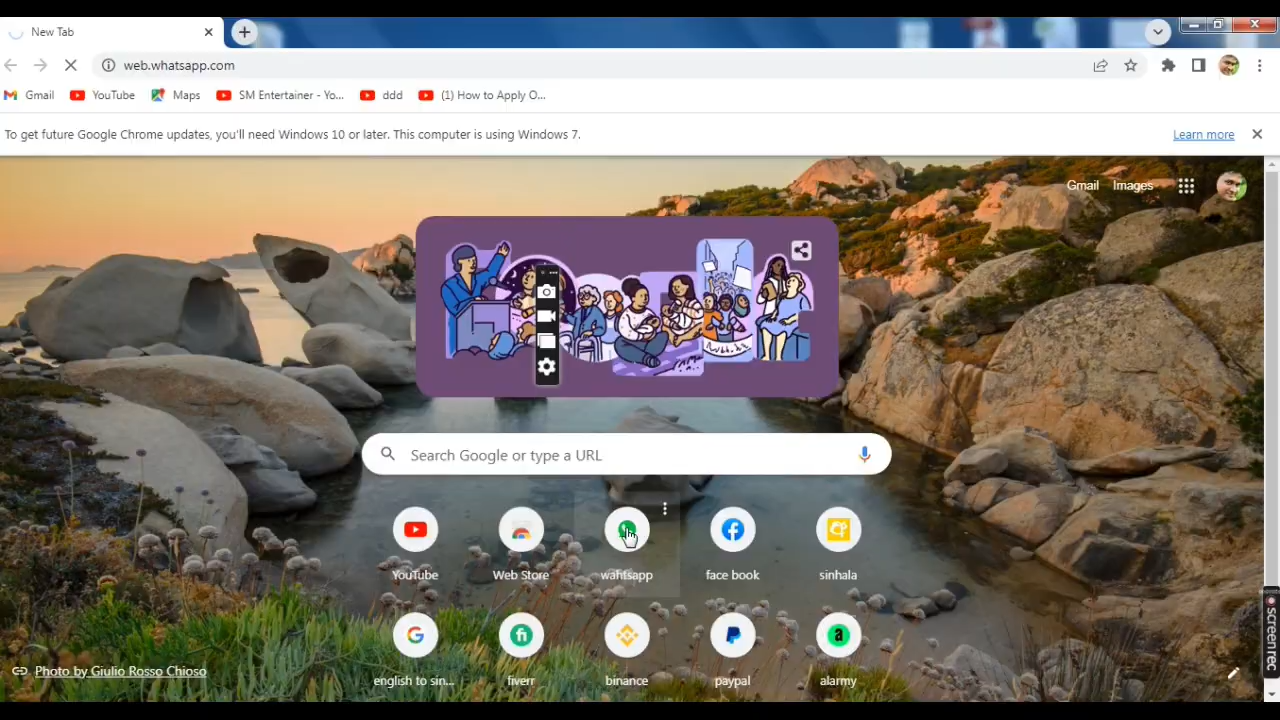 New Tab
web.whatsapp.com
Gmail YouTube Maps SM Entertainer - Yo... ddd (1) How to Apply O...
To get future Google Chrome updates, you'll need Windows 10 or later. This computer is using Windows 7. Learn more
Gmail Images
Search Google or type a URL
YouTube Web Store wahtsapp face book sinhala
english to sin... fiverr binance paypal alarmy
Photo by Giulio Rosso Chioso
screenrec